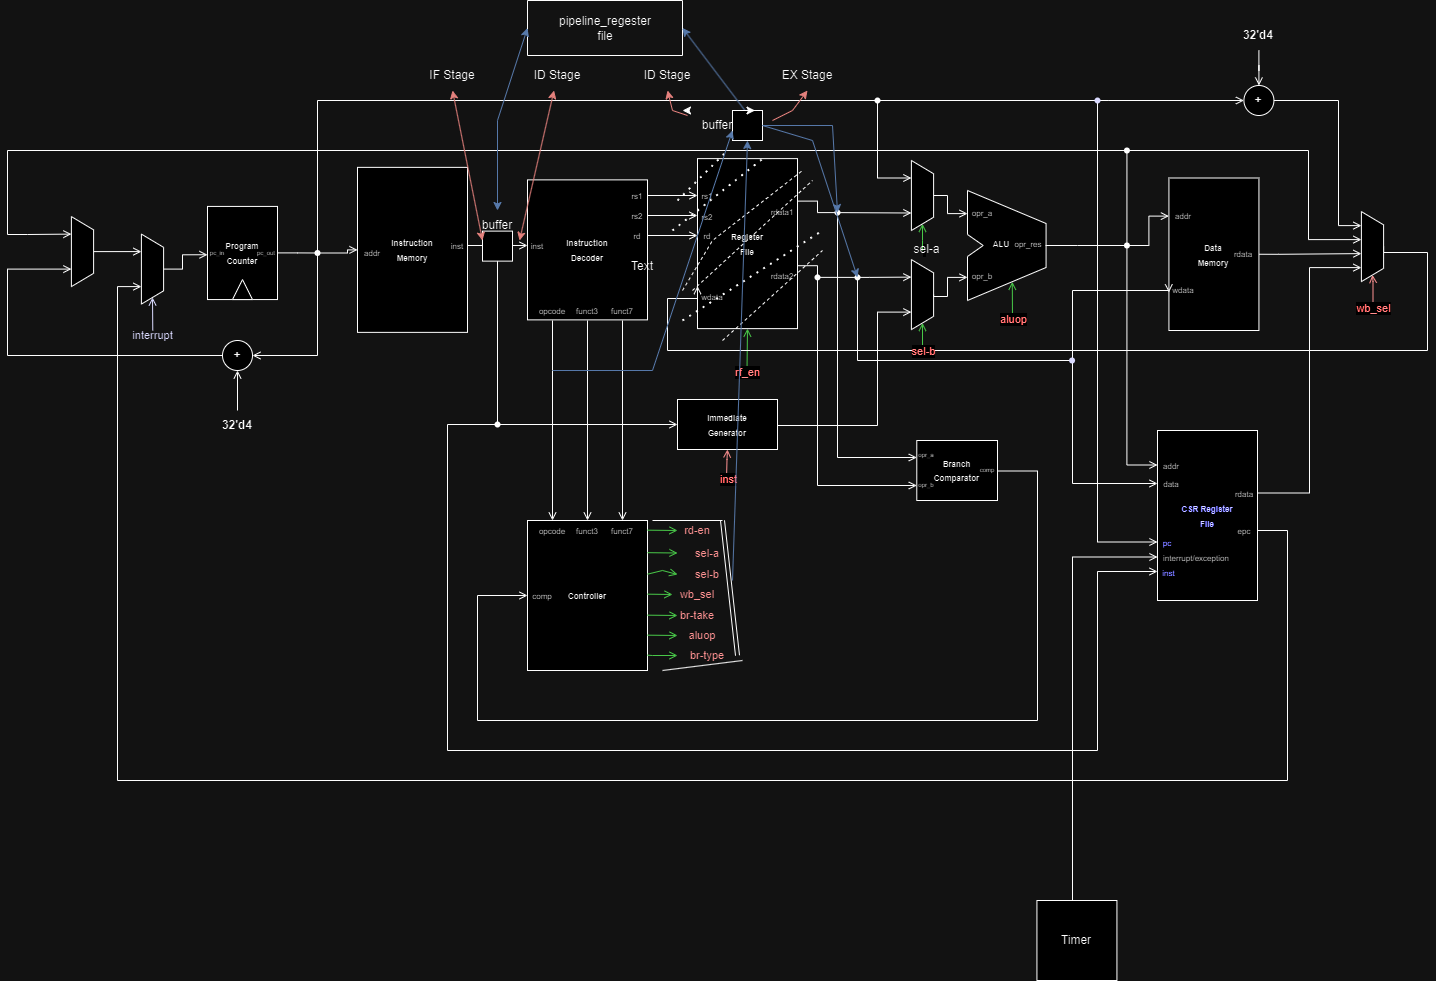 pipeline_regester
file
32'd4
IF Stage
ID Stage
ID Stage
EX Stage
+
buffer
Instruction
Memory
addr
inst
buffer
inst
Instruction
Decoder
rs1
rs2
rd
opcode
funct3
funct7
Text
rs1
rs2
rd
wdata
Register
File
rdata1
rdata2
rf_en
sel-a
sel-b
opr_a
opr_b
ALU
opr_res
aluop
addr
Data
Memory
rdata
wdata
wb_sel
Program
Counter
pc_in
pc_out
interrupt
+
32'd4
Immediate
Generator
inst
opr_a
opr_b
Branch
Comparator
comp
addr
data
rdata
CSR Register
File
epc
pc
interrupt/exception
inst
opcode
funct3
funct7
comp
Controller
rd-en
sel-a
sel-b
wb_sel
br-take
aluop
br-type
Timer